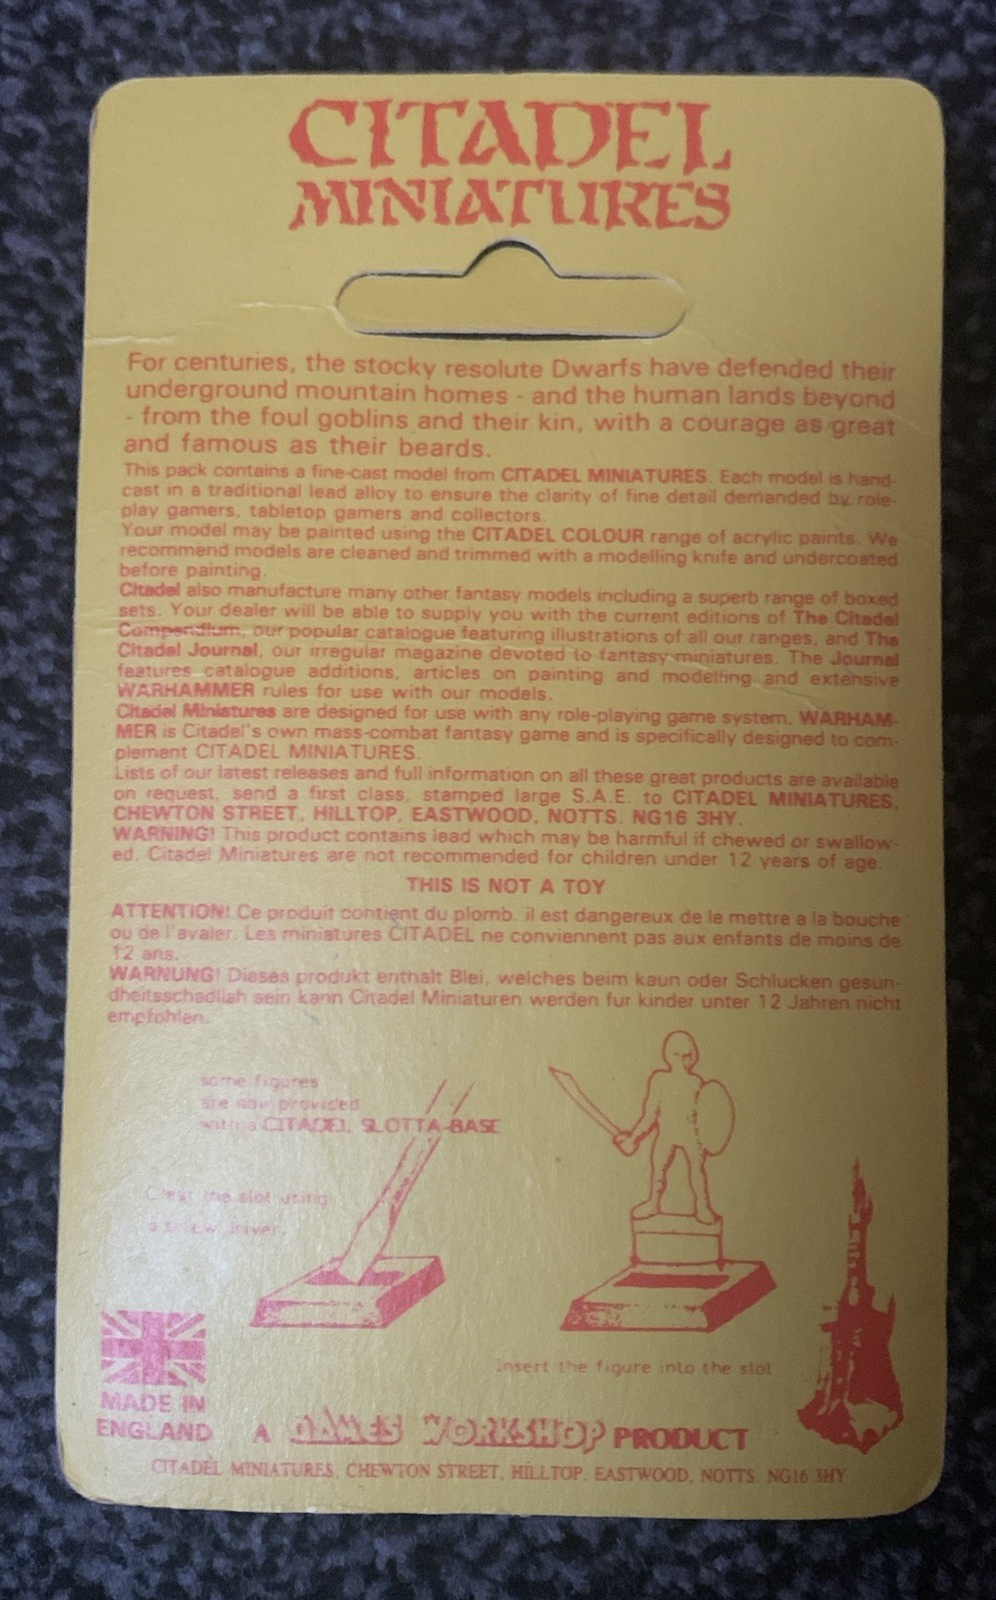 CITADEL
MINIATURES
For centuries, the stocky resolute Dwarfs have defended their
underground mountain homes - and the human lands beyond
- from the foul goblins and their kin, with a courage as great
and famous as their beards.
This pack contains a fine-cast model from CITADEL MINIATURES. Each model is hand-
cast in a traditional lead alloy to ensure the clarity of fine detail demanded by role-
play gamers, tabletop gamers and collectors.
Your model may be painted using the CITADEL COLOUR range of acrylic paints. We
recommend models are cleaned and trimmed with a modelling knife and undercoated
before painting.
Citadel also manufacture many other fantasy models including a superb range of boxed
sets. Your dealer will be able to supply you with the current editions of The Citadel
Compendium, our popular catalogue featuring illustrations of all our ranges, and The
Citadel Journal, our irregular magazine devoted to fantasy miniatures. The Journal
features catalogue additions, articles on painting and modelling and extensive
WARHAMMER rules for use with our models.
Citadel Miniatures are designed for use with any role-playing game system. WARHAM-
MER is Citadel's own mass-combat fantasy game and is specifically designed to com-
plement CITADEL MINIATURES.
Lists of our latest releases and full information on all these great products are available
on request, send a first class, stamped large S.A.E. to CITADEL MINIATURES,
CHEWTON STREET, HILLTOP, EASTWOOD, NOTTS. NG16 3HY.
WARNING! This product contains lead which may be harmful if chewed or swallow-
ed. Citadel Miniatures are not recommended for children under 12 years of age.
THIS IS NOT A TOY
ATTENTION! Ce produit contient du plomb. il est dangereux de le mettre a la bouche
ou de l'avaler. Les miniatures CITADEL ne conviennent pas aux enfants de moins de
12 ans.
WARNUNG! Dieses produkt enthalt Blei, welches beim kaun oder Schlucken gesun-
dheitsschadlish sein kann Citadel Miniaturen werden fur kinder unter 12 Jahren nicht
empfohlen.
some figures
are now provided
with a CITADEL SLOTTA-BASE
Clear the slot using
a screw driver.
Insert the figure into the slot
MADE IN
ENGLAND
A GAMES WORKSHOP PRODUCT
CITADEL MINIATURES, CHEWTON STREET, HILLTOP, EASTWOOD, NOTTS. NG16 3HY